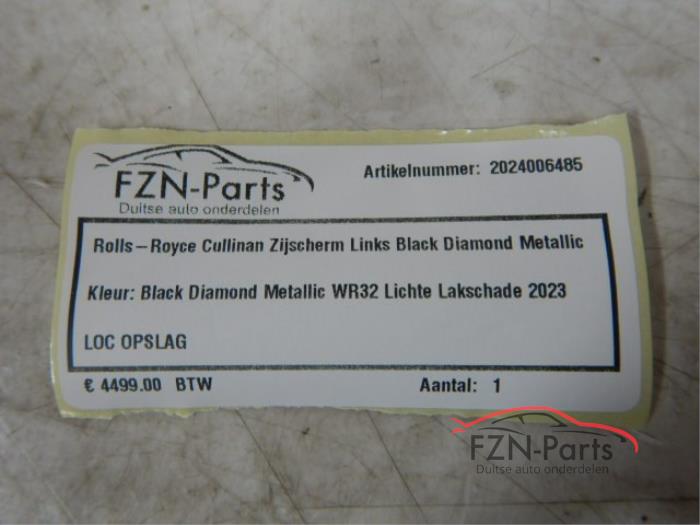 FZN-Parts
Duitse auto onderdelen
Artikelnummer: 2024006485
Rolls-Royce Cullinan Zijscherm Links Black Diamond Metallic
Kleur: Black Diamond Metallic WR32 Lichte Lakschade 2023
LOC OPSLAG
€ 4499.00 BTW
Aantal: 1
FZN-Parts
Duitse auto onderdelen